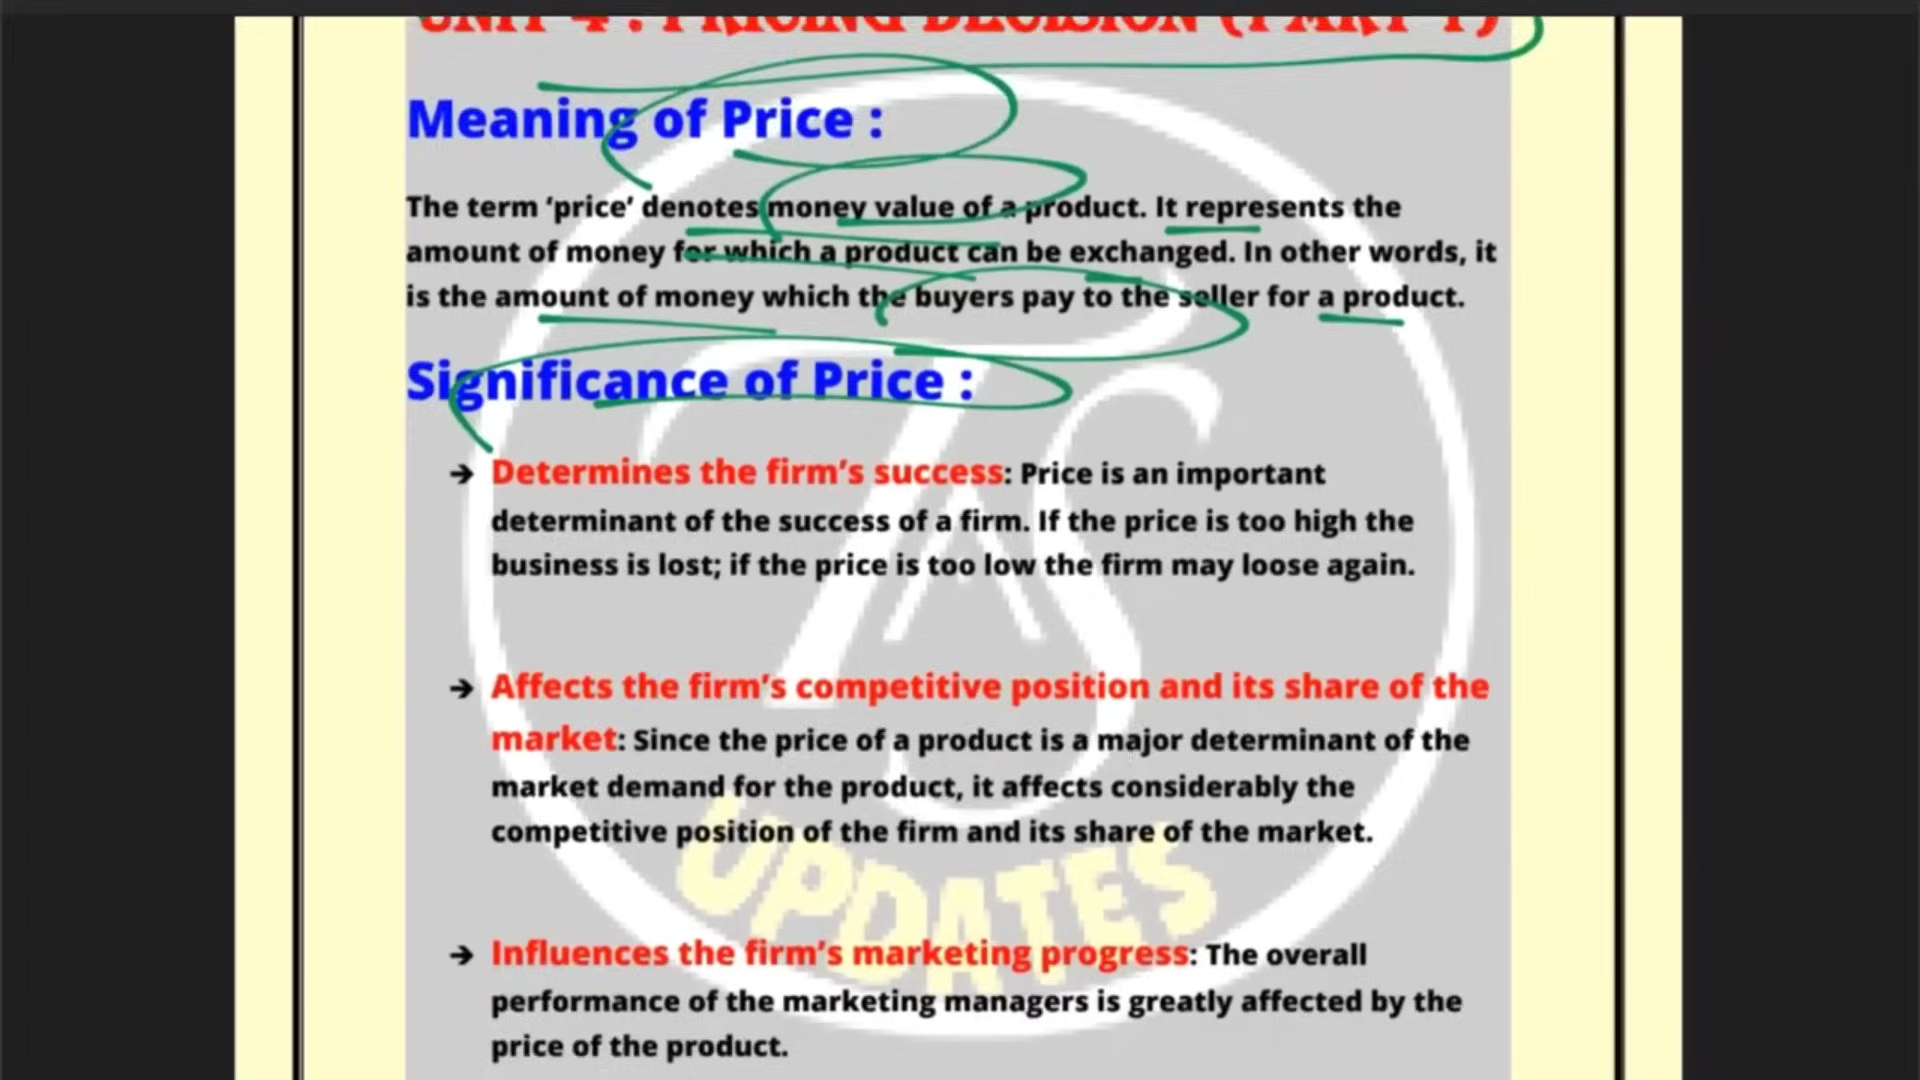 UNIT 4 : PRICING DECISION (PART 1)
Meaning of Price :
The term ‘price’ denotes money value of a product. It represents the
amount of money for which a product can be exchanged. In other words, it
is the amount of money which the buyers pay to the seller for a product.
Significance of Price :
→ Determines the firm’s success: Price is an important
determinant of the success of a firm. If the price is too high the
business is lost; if the price is too low the firm may loose again.
→ Affects the firm’s competitive position and its share of the
market: Since the price of a product is a major determinant of the
market demand for the product, it affects considerably the
competitive position of the firm and its share of the market.
→ Influences the firm’s marketing progress: The overall
performance of the marketing managers is greatly affected by the
price of the product.
UPDATES